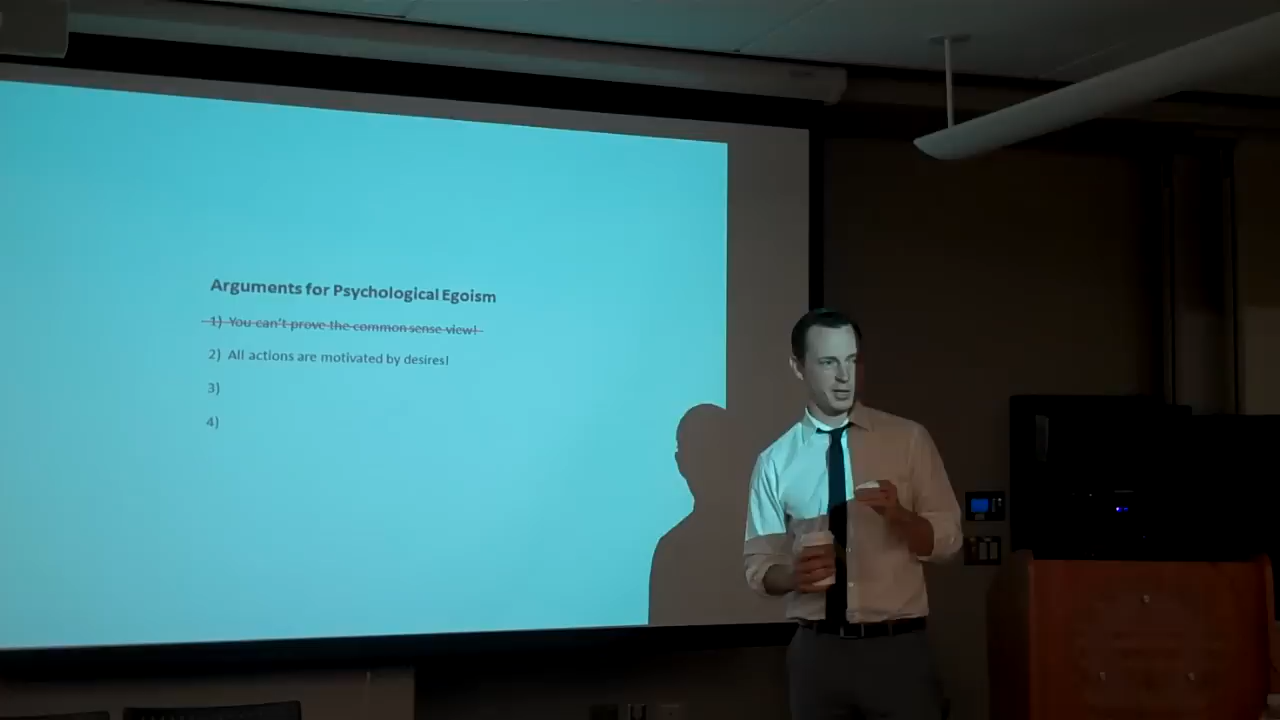 Arguments for Psychological Egoism
1) You can't prove the common sense view!
2) All actions are motivated by desires!
3)
4)